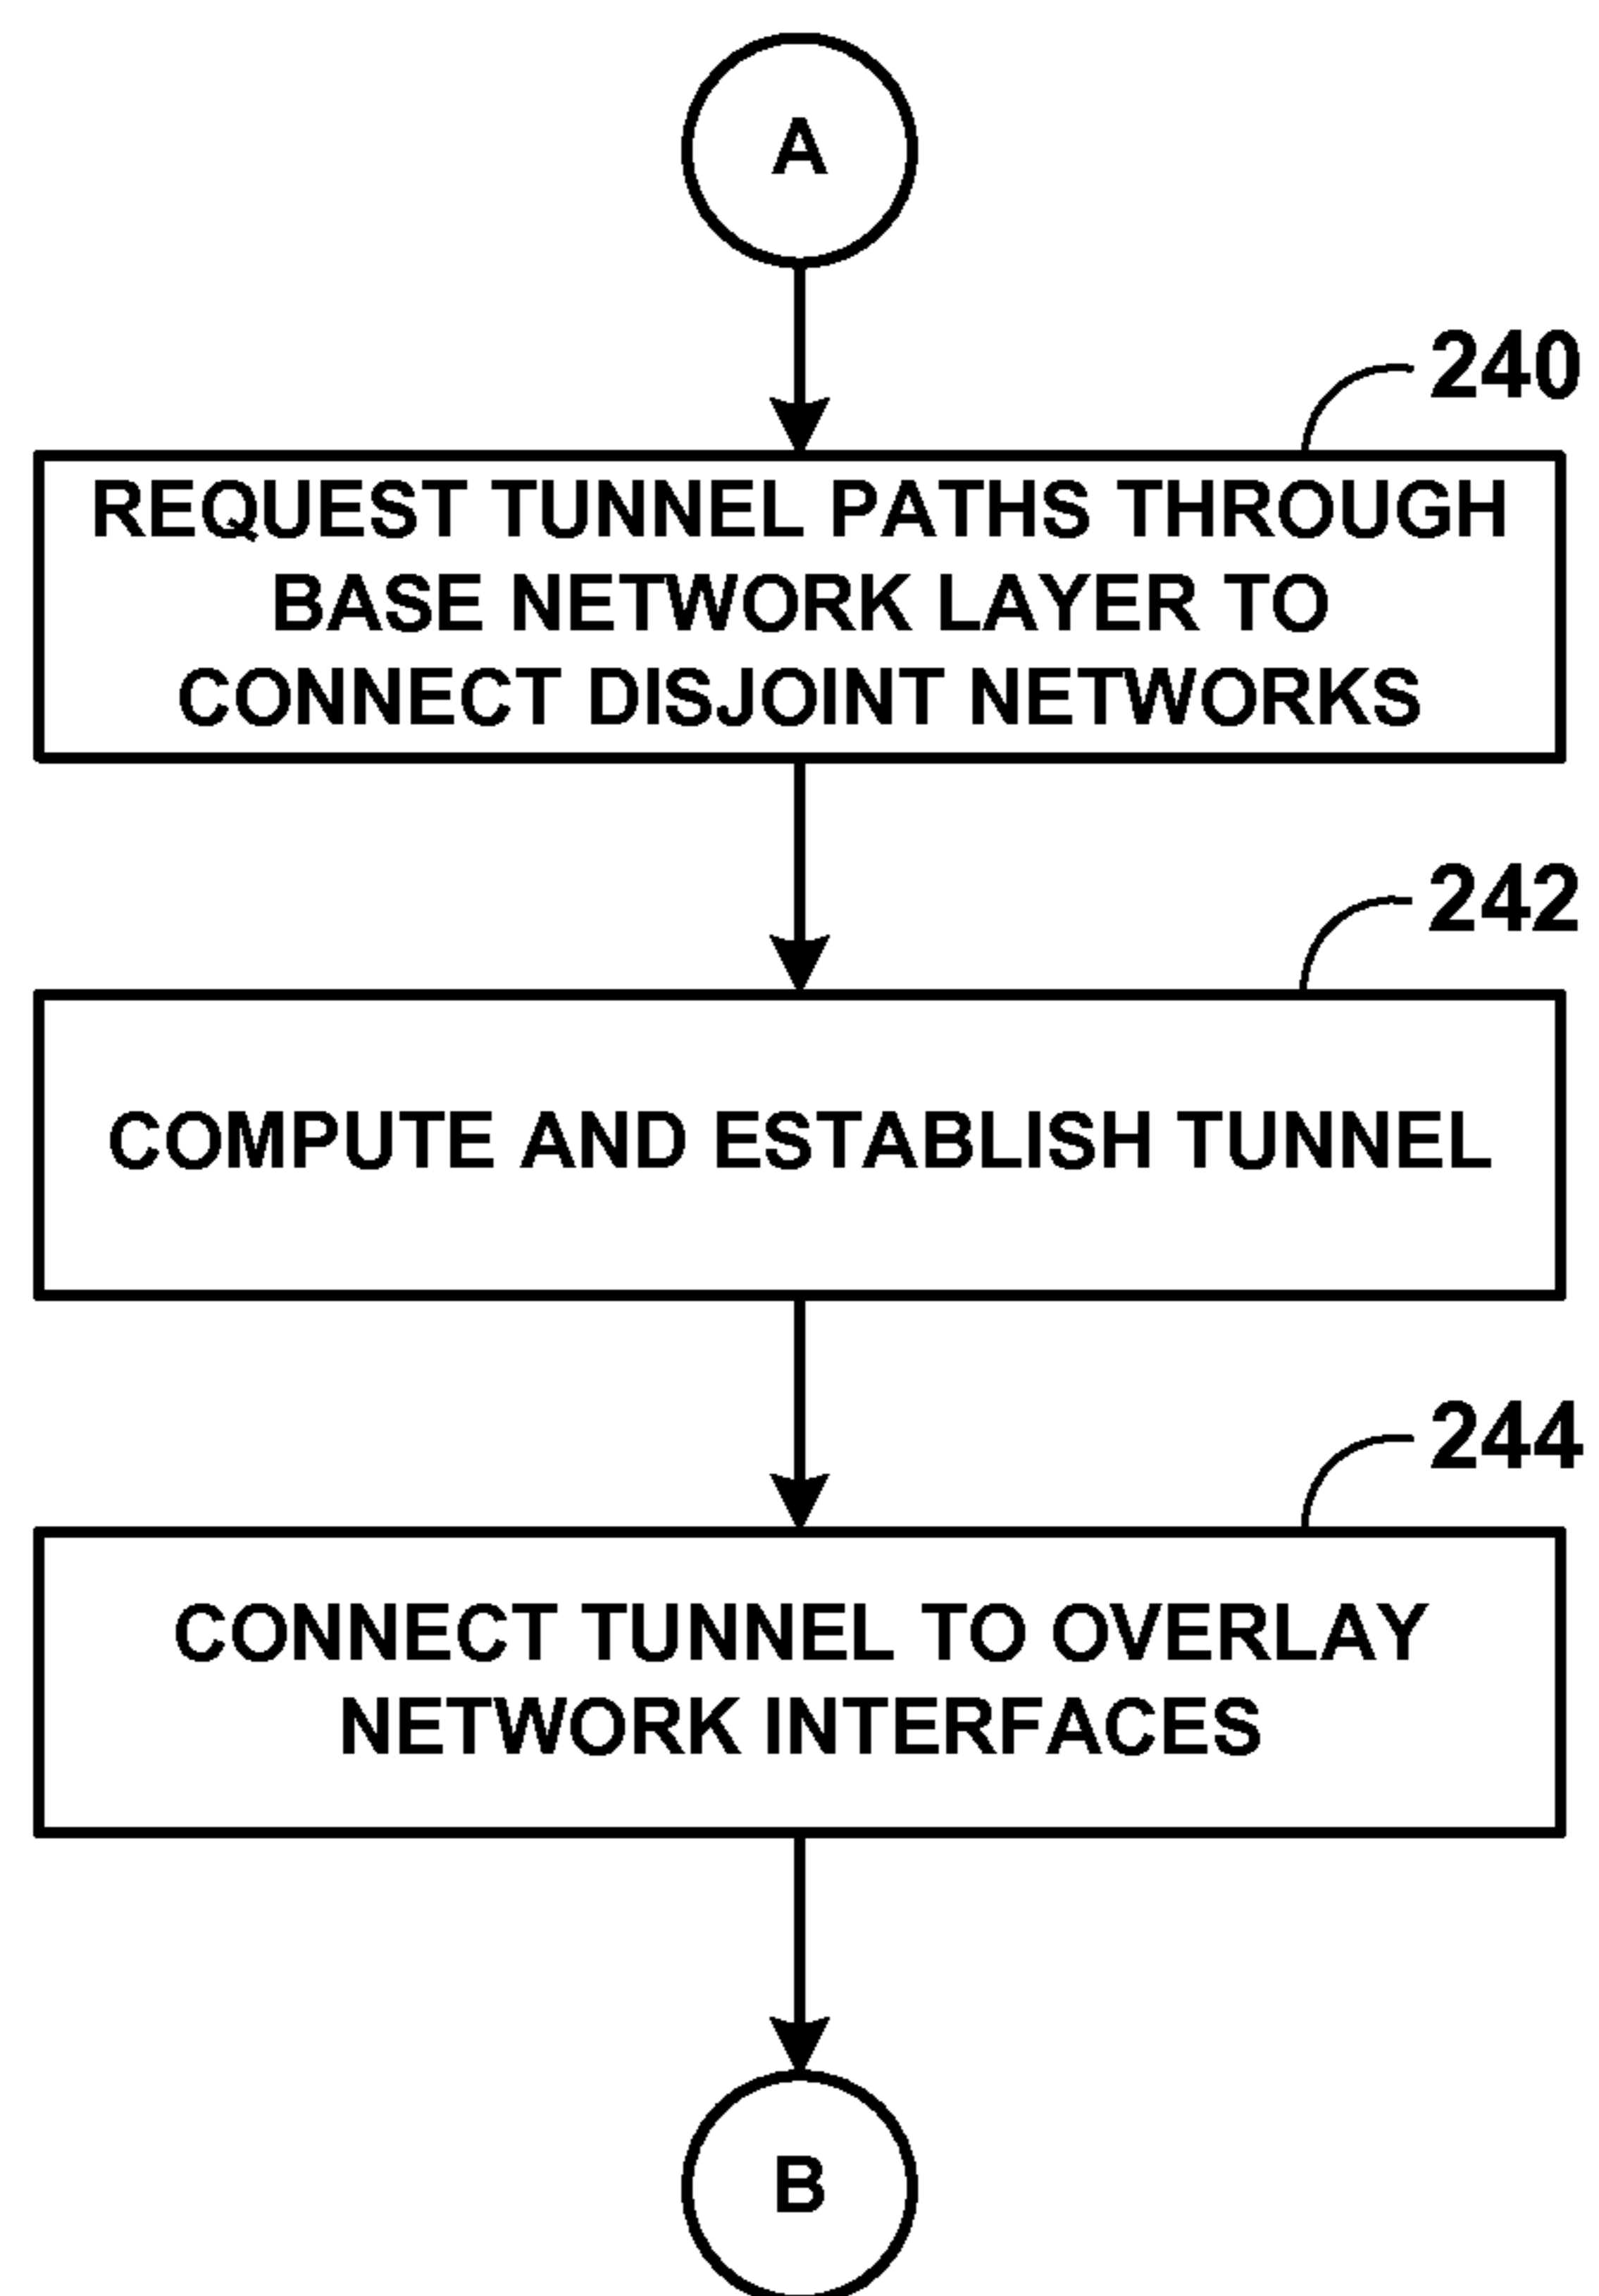 A
240
REQUEST TUNNEL PATHS THROUGH
BASE NETWORK LAYER TO
CONNECT DISJOINT NETWORKS
242
COMPUTE AND ESTABLISH TUNNEL
244
CONNECT TUNNEL TO OVERLAY
NETWORK INTERFACES
B